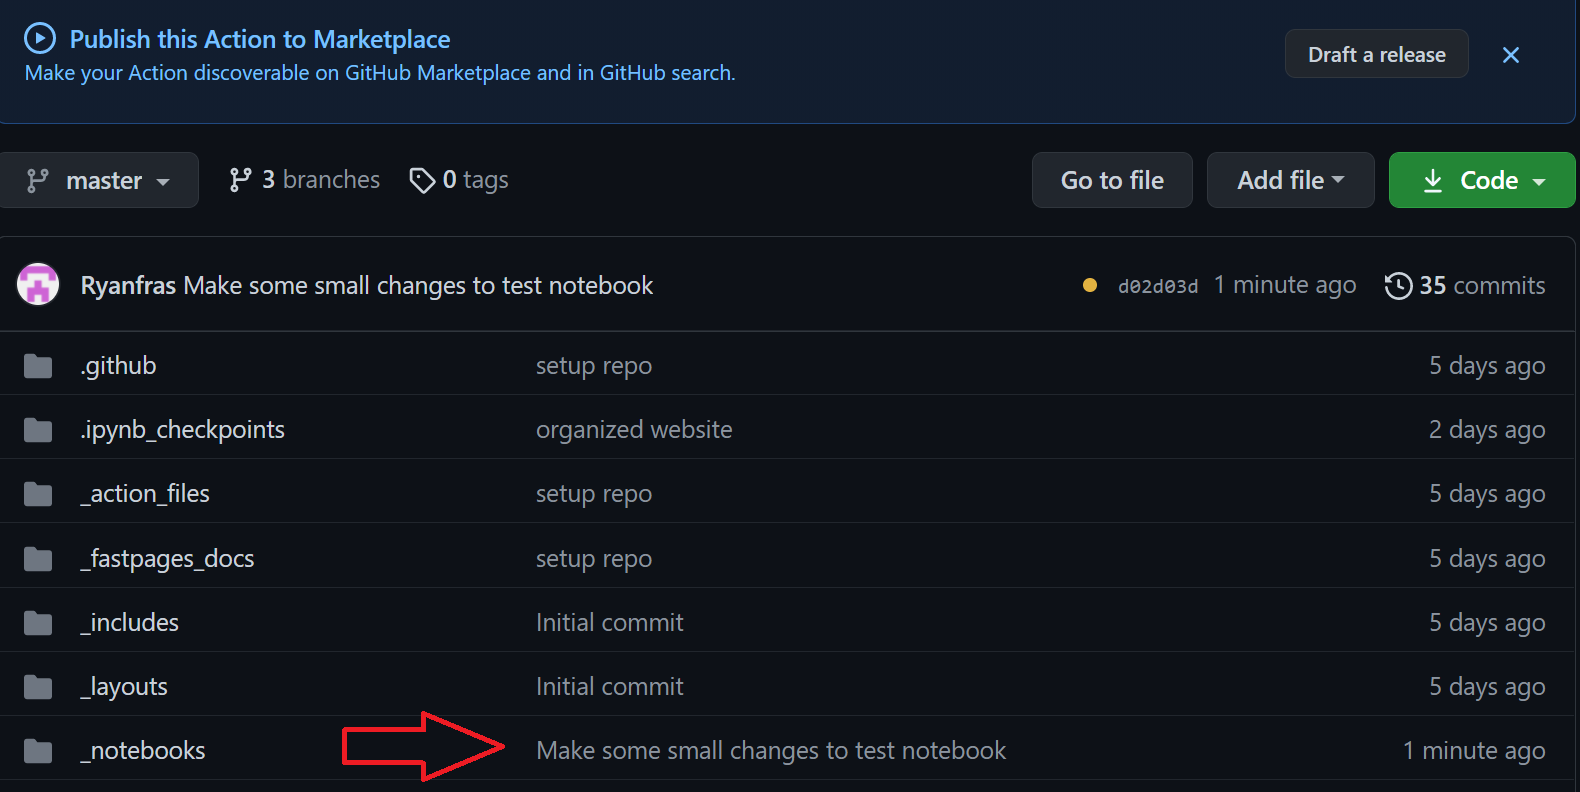 Publish this Action to Marketplace
Make your Action discoverable on GitHub Marketplace and in GitHub search.
Draft a release
master 3 branches 0 tags Go to file Add file Code
Ryanfras Make some small changes to test notebook d02d03d 1 minute ago 35 commits
.github setup repo 5 days ago
.ipynb_checkpoints organized website 2 days ago
_action_files setup repo 5 days ago
_fastpages_docs setup repo 5 days ago
_includes Initial commit 5 days ago
_layouts Initial commit 5 days ago
_notebooks Make some small changes to test notebook 1 minute ago